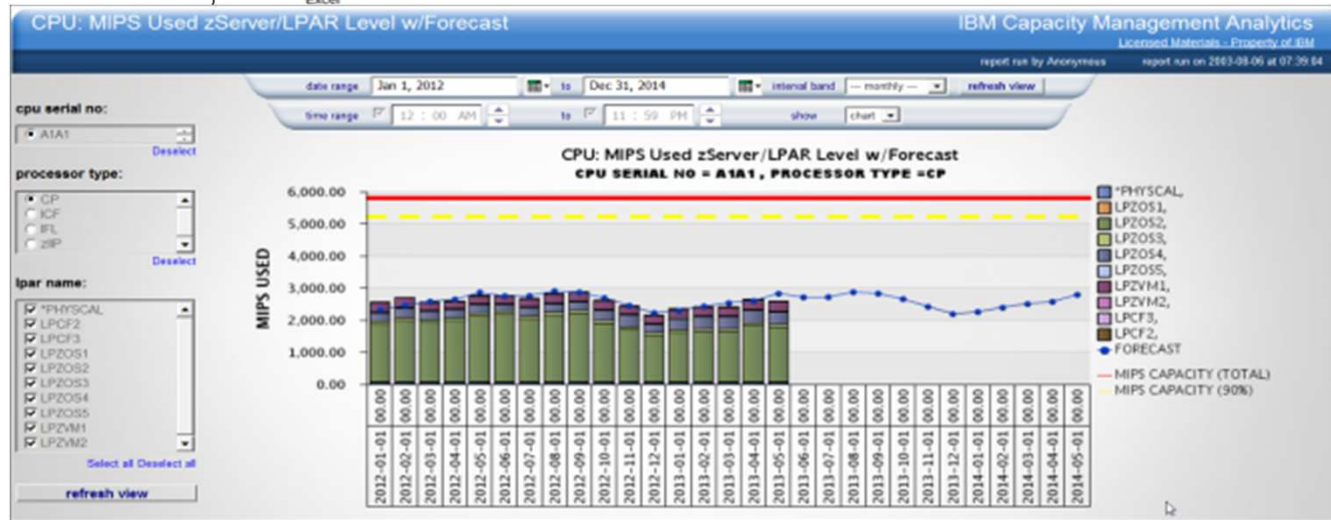 Excel
CPU: MIPS Used zServer/LPAR Level w/Forecast
IBM Capacity Management Analytics
Licensed Materials - Property of IBM
report run by Anonymous report run on 2003-08-06 at 07:39:04
date range Jan 1, 2012 to Dec 31, 2014 interval band --- monthly --- refresh view
time range 12 : 00 AM to 11 : 59 PM show chart
cpu serial no:
A1A1
Deselect
processor type:
CP
ICF
IFL
zIIP
Deselect
lpar name:
*PHYSCAL
LPCF2
LPCF3
LPZOS1
LPZOS2
LPZOS3
LPZOS4
LPZOS5
LPZVM1
LPZVM2
Select all Deselect all
refresh view
CPU: MIPS Used zServer/LPAR Level w/Forecast
CPU SERIAL NO = A1A1 , PROCESSOR TYPE =CP
MIPS USED
6,000.00
5,000.00
4,000.00
3,000.00
2,000.00
1,000.00
0.00
2012-01-01 00:00
2012-02-01 00:00
2012-03-01 00:00
2012-04-01 00:00
2012-05-01 00:00
2012-06-01 00:00
2012-07-01 00:00
2012-08-01 00:00
2012-09-01 00:00
2012-10-01 00:00
2012-11-01 00:00
2012-12-01 00:00
2013-01-01 00:00
2013-02-01 00:00
2013-03-01 00:00
2013-04-01 00:00
2013-05-01 00:00
2013-06-01 00:00
2013-07-01 00:00
2013-08-01 00:00
2013-09-01 00:00
2013-10-01 00:00
2013-11-01 00:00
2013-12-01 00:00
2014-01-01 00:00
2014-02-01 00:00
2014-03-01 00:00
2014-04-01 00:00
2014-05-01 00:00
*PHYSCAL,
LPZOS1,
LPZOS2,
LPZOS3,
LPZOS4,
LPZOS5,
LPZVM1,
LPZVM2,
LPCF3,
LPCF2,
FORECAST
MIPS CAPACITY (TOTAL)
MIPS CAPACITY (90%)